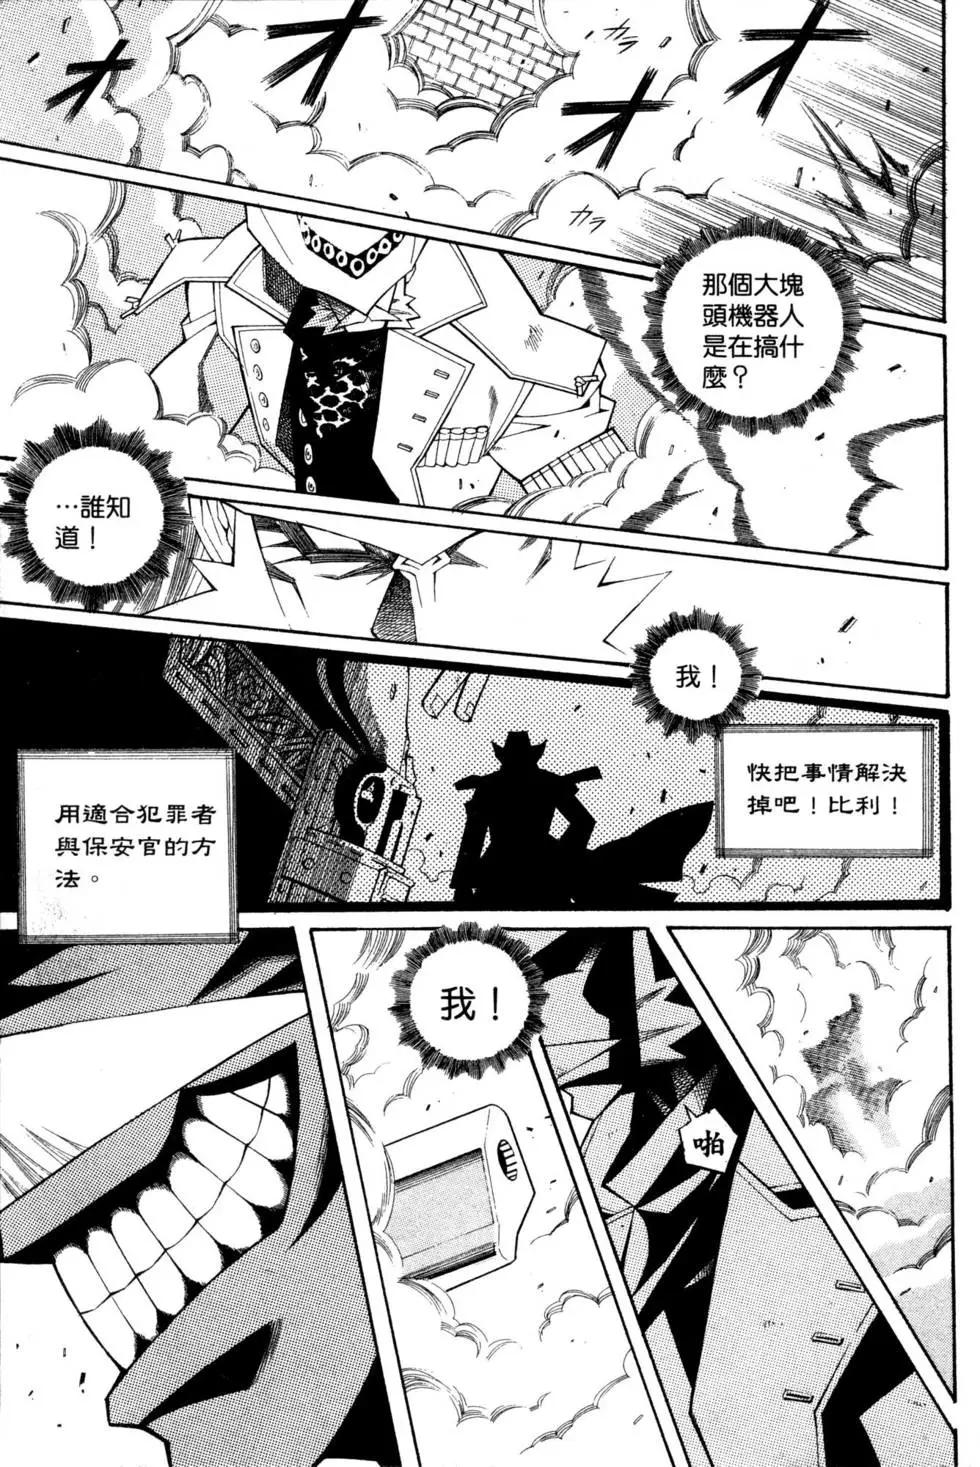 カラ
那個大塊
頭機器人
是在搞什
麼？
…誰知
道！
我！
快把事情解決
掉吧！比利！
用適合犯罪者
與保安官的方
法。
啪
我！